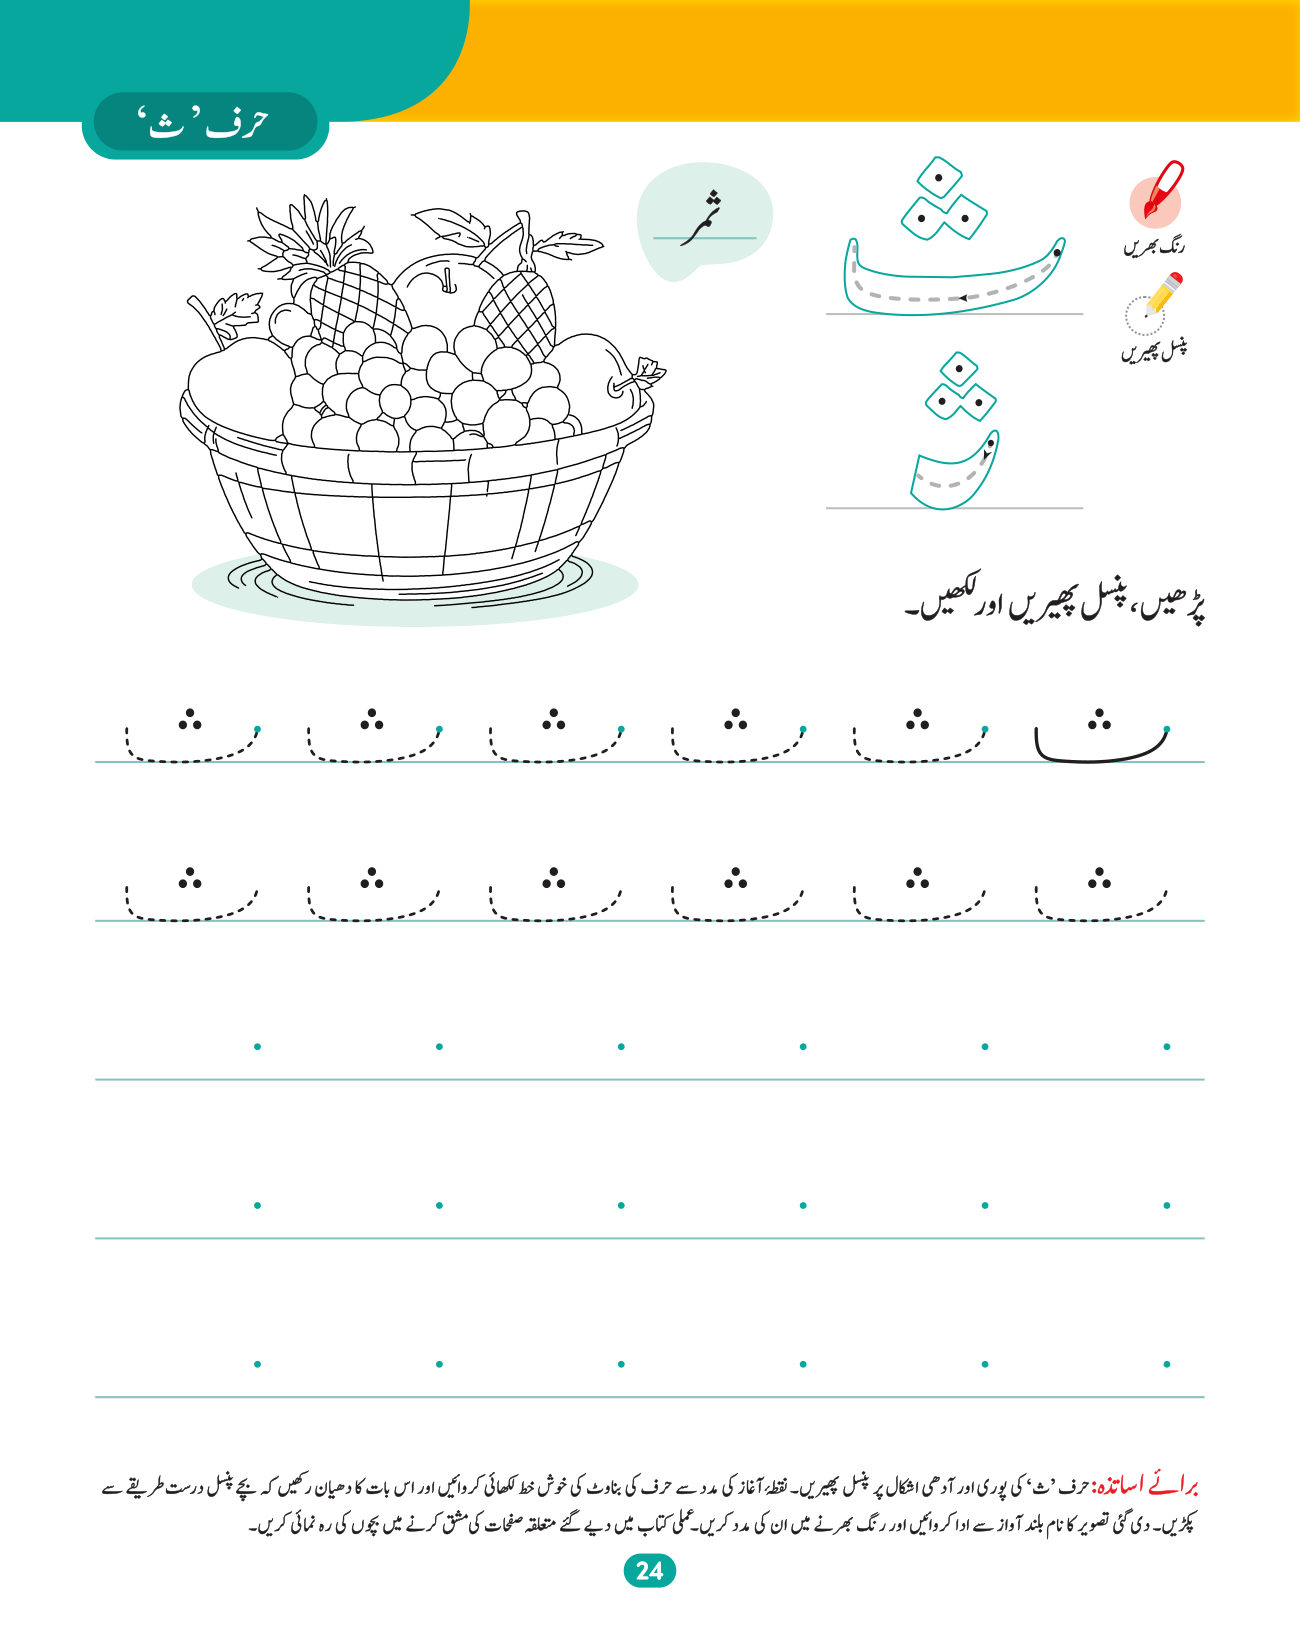 حرف ’ث‘
ثمر
ث
رنگ بھریں
پنسل پھیریں
ثـ
پڑھیں، پنسل پھیریں اور لکھیں۔
ث ث ث ث ث ث
ث ث ث ث ث ث
برائے اساتذہ: حرف ’ث‘ کی پوری اور آدھی اشکال پر پنسل پھیریں۔ نقطۂ آغاز کی مدد سے حرف کی بناوٹ کی خوش خط لکھائی کروائیں اور اس بات کا دھیان رکھیں کہ بچے پنسل درست طریقے سے
پکڑیں۔ دی گئی تصویر کا نام بلند آواز سے ادا کروائیں اور رنگ بھرنے میں ان کی مدد کریں۔ عملی کتاب میں دیے گئے متعلقہ صفحات کی مشق کرنے میں بچوں کی رہ نمائی کریں۔
24